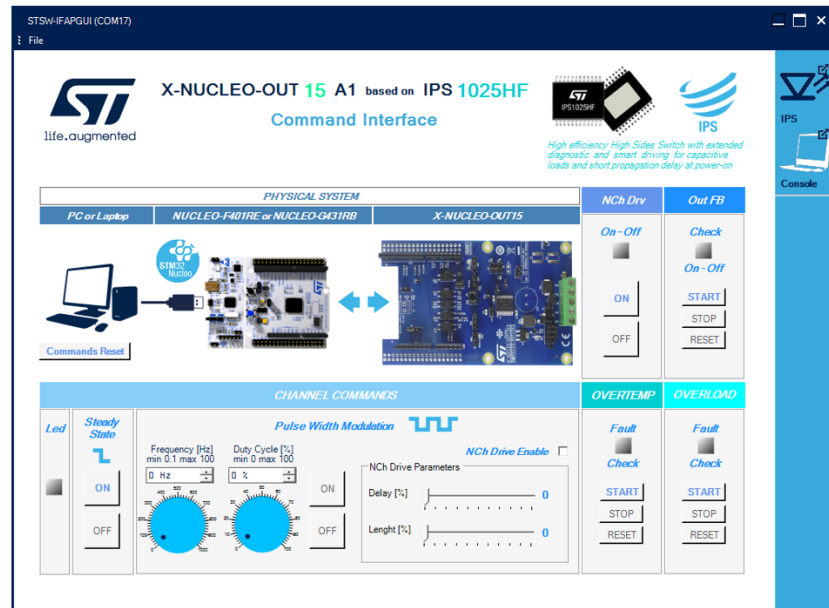 STSW-IFAPGUI (COM17)
File
life.augmented
X-NUCLEO-OUT 15 A1 based on IPS 1025HF
Command Interface
IPS1025HF
IPS
High efficiency High Sides Switch with extended
diagnostic and smart driving for capacitive
loads and short propagation delay at power-on
IPS
Console
PHYSICAL SYSTEM
PC or Laptop
NUCLEO-F401RE or NUCLEO-G431RB
X-NUCLEO-OUT15
STM32
Nucleo
Commands Reset
NCh Drv
On - Off
ON
OFF
Out FB
Check
On - Off
START
STOP
RESET
CHANNEL COMMANDS
Led
Steady
State
ON
OFF
Pulse Width Modulation
Frequency [Hz]
min 0.1 max 100
0 Hz
Duty Cycle [%]
min 0 max 100
0 %
ON
OFF
NCh Drive Enable
NCh Drive Parameters
Delay [%]
0
Lenght [%]
0
OVERTEMP
Fault
Check
START
STOP
RESET
OVERLOAD
Fault
Check
START
STOP
RESET